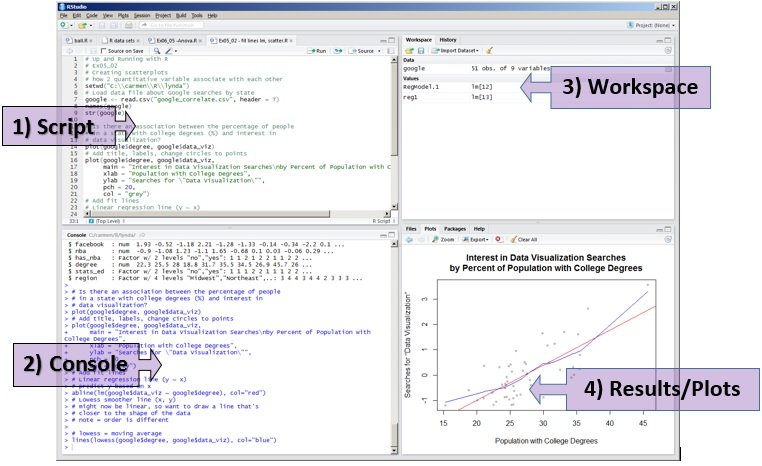 RStudio
File Edit Code View Plots Session Project Build Tools Help
Go to file/function
Project: (None)
ball.R × R data sets × Ex06_05 -Anova.R × Ex05_02 - fit lines lm, scatter.R ×
Source on Save Run Source
1 # Up and Running with R
2 # Ex05_02
3 # Creating scatterplots
4 # how 2 quantitative variable associate with each other
5 setwd("C:\\carmen\\R\\lynda")
6 # Load data file about Google searches by state
7 google <- read.csv("google_correlate.csv", header = T)
8 names(google)
9 str(google)
10
Is there an association between the percentage of people
in a state with college degrees (%) and interest in
data visualization?
14 plot(google$degree, google$data_viz)
15 # Add title, labels, change circles to points
16 plot(google$degree, google$data_viz,
17 main = "Interest in Data Visualization Searches\nby Percent of Population with C
18 xlab = "Population with College Degrees",
19 ylab = "Searches for \"Data Visualization\"",
20 pch = 20,
21 col = "grey")
22 # Add fit lines
23 # Linear regression line (y ~ x)
24
33:1 (Top Level) R Script
1) Script
Workspace History
Import Dataset
Data
google 51 obs. of 9 variables
Values
RegModel.1 lm[12]
reg1 lm[13]
3) Workspace
Console C:/carmen/R/lynda/
$ facebook : num 1.93 -0.52 -1.18 2.21 -1.28 -1.33 -0.14 -0.34 -2.2 0.1 ...
$ nba : num -0.9 -1.08 1.23 -1.1 1.65 -0.68 0.1 0.03 -0.06 0.29 ...
$ has_nba : Factor w/ 2 levels "no","yes": 1 1 2 1 2 2 1 1 2 2 ...
$ degree : num 22.3 25.5 28 18.8 31.7 35.5 34.5 26.9 45.7 26 ...
$ stats_ed : Factor w/ 2 levels "no","yes": 1 1 1 2 2 1 1 2 2 ...
$ region : Factor w/ 4 levels "Midwest","Northeast",..: 3 4 4 3 4 4 2 3 3 3 ...
>
> # Is there an association between the percentage of people
> # in a state with college degrees (%) and interest in
> # data visualization?
> plot(google$degree, google$data_viz)
> # Add title, labels, change circles to points
> plot(google$degree, google$data_viz,
+ main = "Interest in Data Visualization Searches\nby Percent of Population with
College Degrees",
+ xlab = "Population with College Degrees",
+ ylab = "Searches for \"Data Visualization\"",
> # Add fit lines
> # Linear regression line (y ~ x)
> # predict y based on x
> abline(lm(google$data_viz ~ google$degree), col="red")
> # Lowess smoother line (x, y)
> # might now be linear, so want to draw a line that's
> # closer to the shape of the data
> # note = order is different
>
> # lowess = moving average
> lines(lowess(google$degree, google$data_viz), col="blue")
>
2) Console
Files Plots Packages Help
Zoom Export Clear All
Interest in Data Visualization Searches
by Percent of Population with College Degrees
Searches for "Data Visualization"
3
2
1
0
-1
15 20 25 30 35 40 45
Population with College Degrees
4) Results/Plots